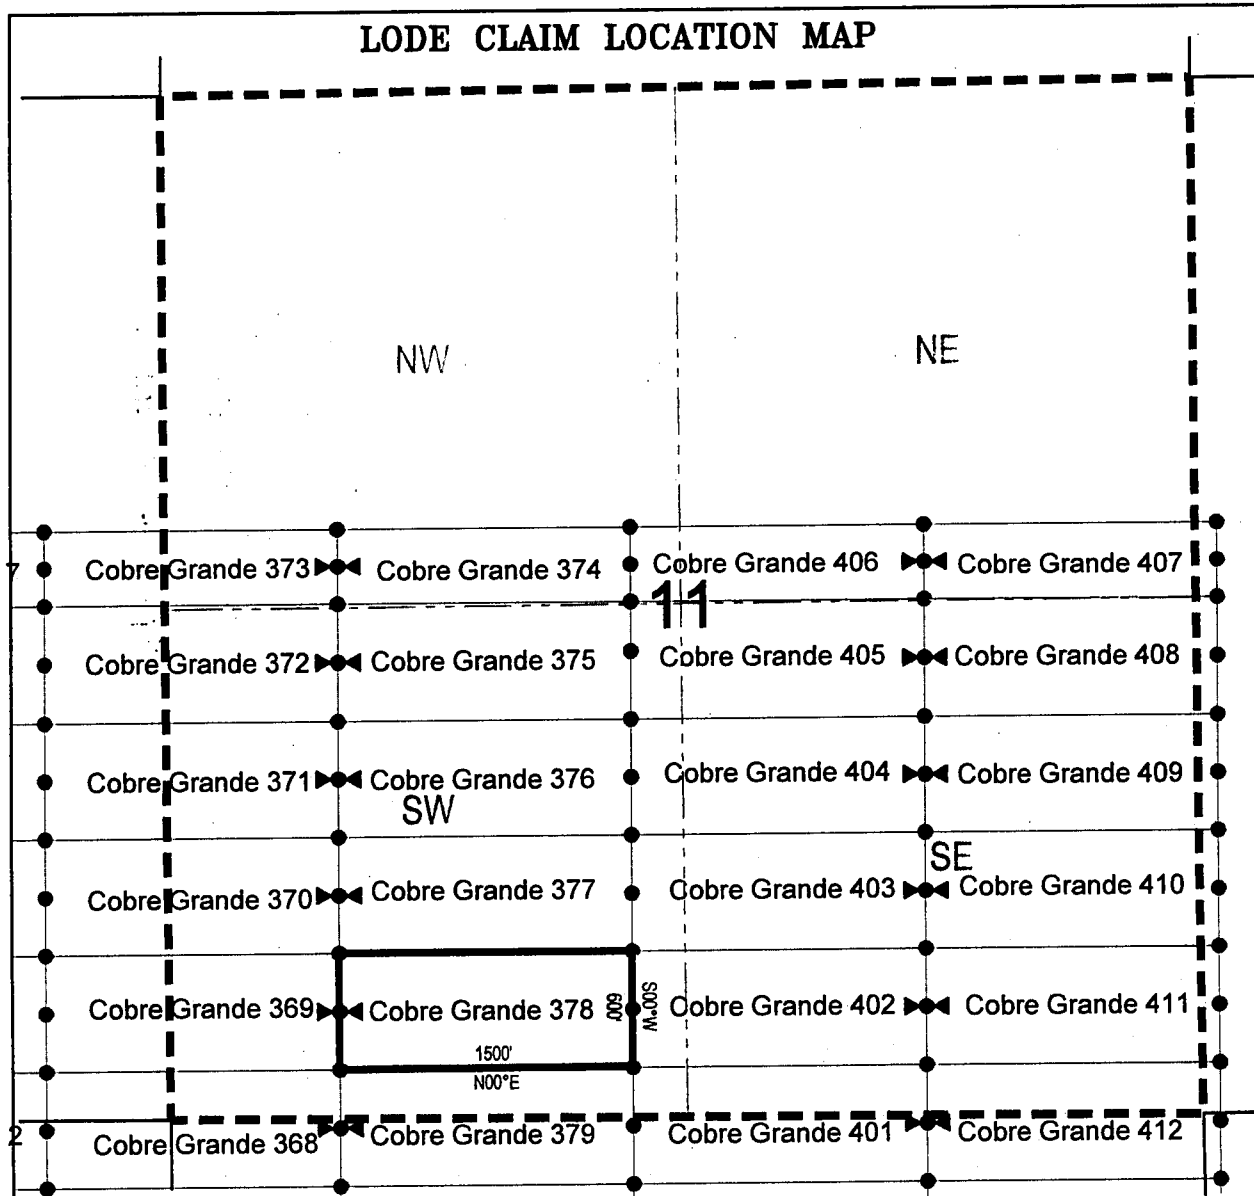 LODE CLAIM LOCATION MAP
NW
NE
7
Cobre Grande 373
Cobre Grande 374
Cobre Grande 406
Cobre Grande 407
11
Cobre Grande 372
Cobre Grande 375
Cobre Grande 405
Cobre Grande 408
Cobre Grande 371
Cobre Grande 376
Cobre Grande 404
Cobre Grande 409
SW
SE
Cobre Grande 370
Cobre Grande 377
Cobre Grande 403
Cobre Grande 410
Cobre Grande 369
Cobre Grande 378
600'
S00°W
Cobre Grande 402
Cobre Grande 411
1500'
N00°E
2
Cobre Grande 368
Cobre Grande 379
Cobre Grande 401
Cobre Grande 412